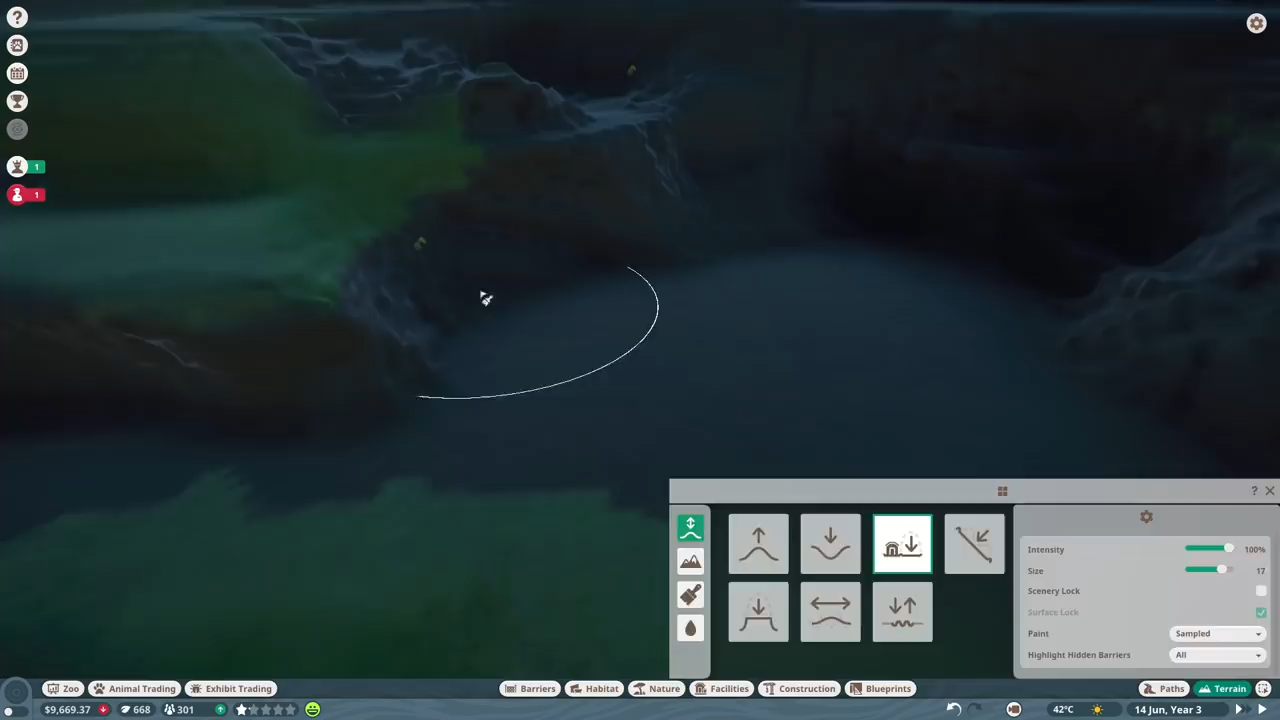 ?
1
1
?
Intensity 100%
Size 17
Scenery Lock
Surface Lock
Paint Sampled
Highlight Hidden Barriers All
Zoo Animal Trading Exhibit Trading Barriers Habitat Nature Facilities Construction Blueprints Paths Terrain
$9,669.37 668 301 42°C 14 Jun, Year 3